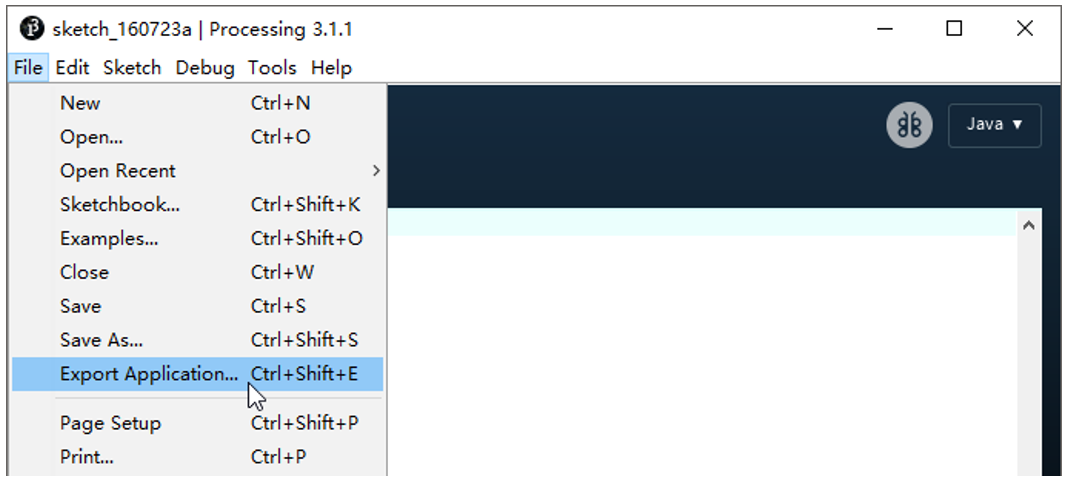 sketch_160723a | Processing 3.1.1
File Edit Sketch Debug Tools Help
New Ctrl+N
Open... Ctrl+O
Java ▼
Open Recent >
Sketchbook... Ctrl+Shift+K
Examples... Ctrl+Shift+O
Close Ctrl+W
Save Ctrl+S
Save As... Ctrl+Shift+S
Export Application... Ctrl+Shift+E
Page Setup Ctrl+Shift+P
Print... Ctrl+P